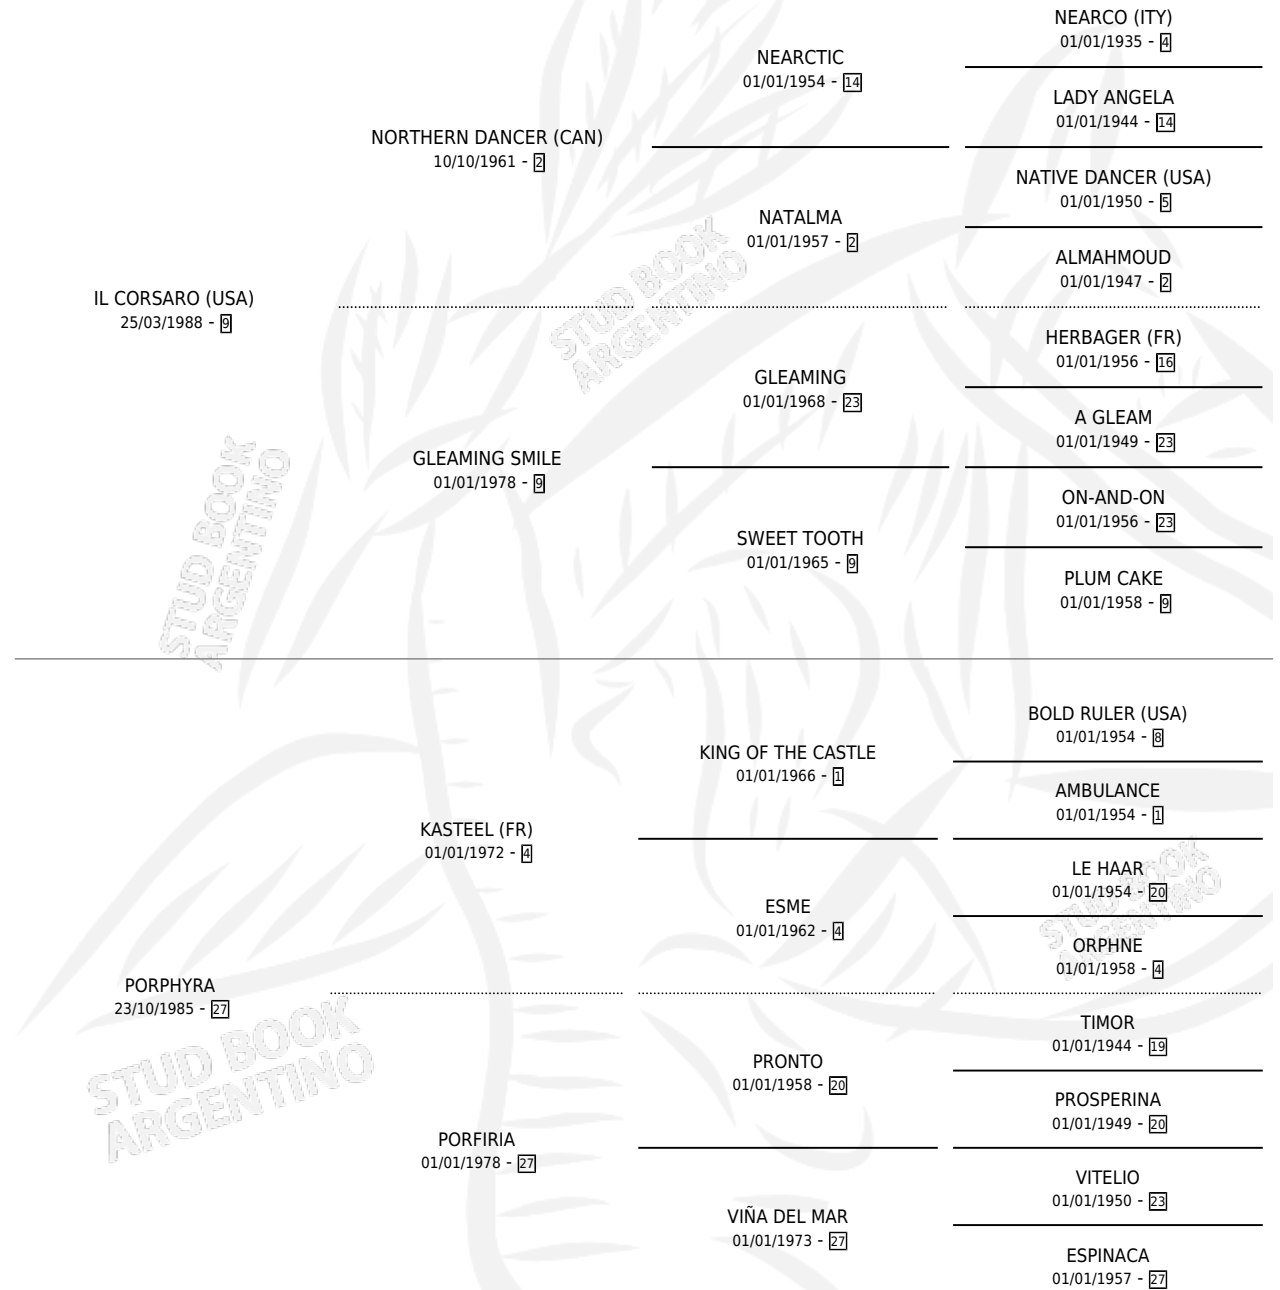 NEARCO (ITY)
01/01/1935 - 4
NEARCTIC
01/01/1954 - 14
LADY ANGELA
01/01/1944 - 14
NORTHERN DANCER (CAN)
10/10/1961 - 2
NATIVE DANCER (USA)
01/01/1950 - 5
NATALMA
01/01/1957 - 2
ALMAHMOUD
01/01/1947 - 2
IL CORSARO (USA)
25/03/1988 - 9
STUD BOOK
ARGENTINO
HERBAGER (FR)
01/01/1956 - 16
GLEAMING
01/01/1968 - 23
A GLEAM
01/01/1949 - 23
GLEAMING SMILE
01/01/1978 - 9
ON-AND-ON
01/01/1956 - 23
SWEET TOOTH
01/01/1965 - 9
PLUM CAKE
01/01/1958 - 9
STUD BOOK
ARGENTINO
BOLD RULER (USA)
01/01/1954 - 8
KING OF THE CASTLE
01/01/1966 - 1
AMBULANCE
01/01/1954 - 1
KASTEEL (FR)
01/01/1972 - 4
LE HAAR
01/01/1954 - 20
ESME
01/01/1962 - 4
ORPHNE
01/01/1958 - 4
STUD BOOK
ARGENTINO
PORPHYRA
23/10/1985 - 27
TIMOR
01/01/1944 - 19
PRONTO
01/01/1958 - 20
PROSPERINA
01/01/1949 - 20
STUD BOOK
ARGENTINO
PORFIRIA
01/01/1978 - 27
VITELIO
01/01/1950 - 23
VIÑA DEL MAR
01/01/1973 - 27
ESPINACA
01/01/1957 - 27